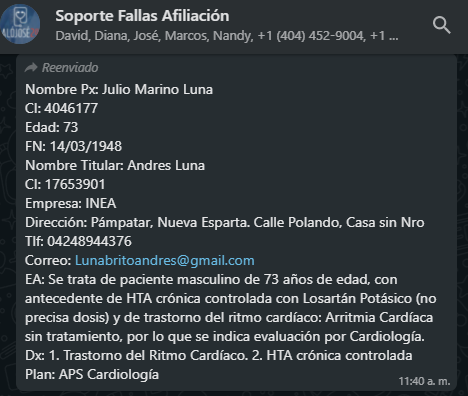 Soporte Fallas Afiliación
David, Diana, José, Marcos, Nandy, +1 (404) 452-9004, +1 ...
Reenviado
Nombre Px: Julio Marino Luna
CI: 4046177
Edad: 73
FN: 14/03/1948
Nombre Titular: Andres Luna
CI: 17653901
Empresa: INEA
Dirección: Pámpatar, Nueva Esparta. Calle Polando, Casa sin Nro
Tlf: 04248944376
Correo: Lunabritoandres@gmail.com
EA: Se trata de paciente masculino de 73 años de edad, con
antecedente de HTA crónica controlada con Losartán Potásico (no
precisa dosis) y de trastorno del ritmo cardíaco: Arritmia Cardíaca
sin tratamiento, por lo que se indica evaluación por Cardiología.
Dx: 1. Trastorno del Ritmo Cardíaco. 2. HTA crónica controlada
Plan: APS Cardiología
11:40 a. m.